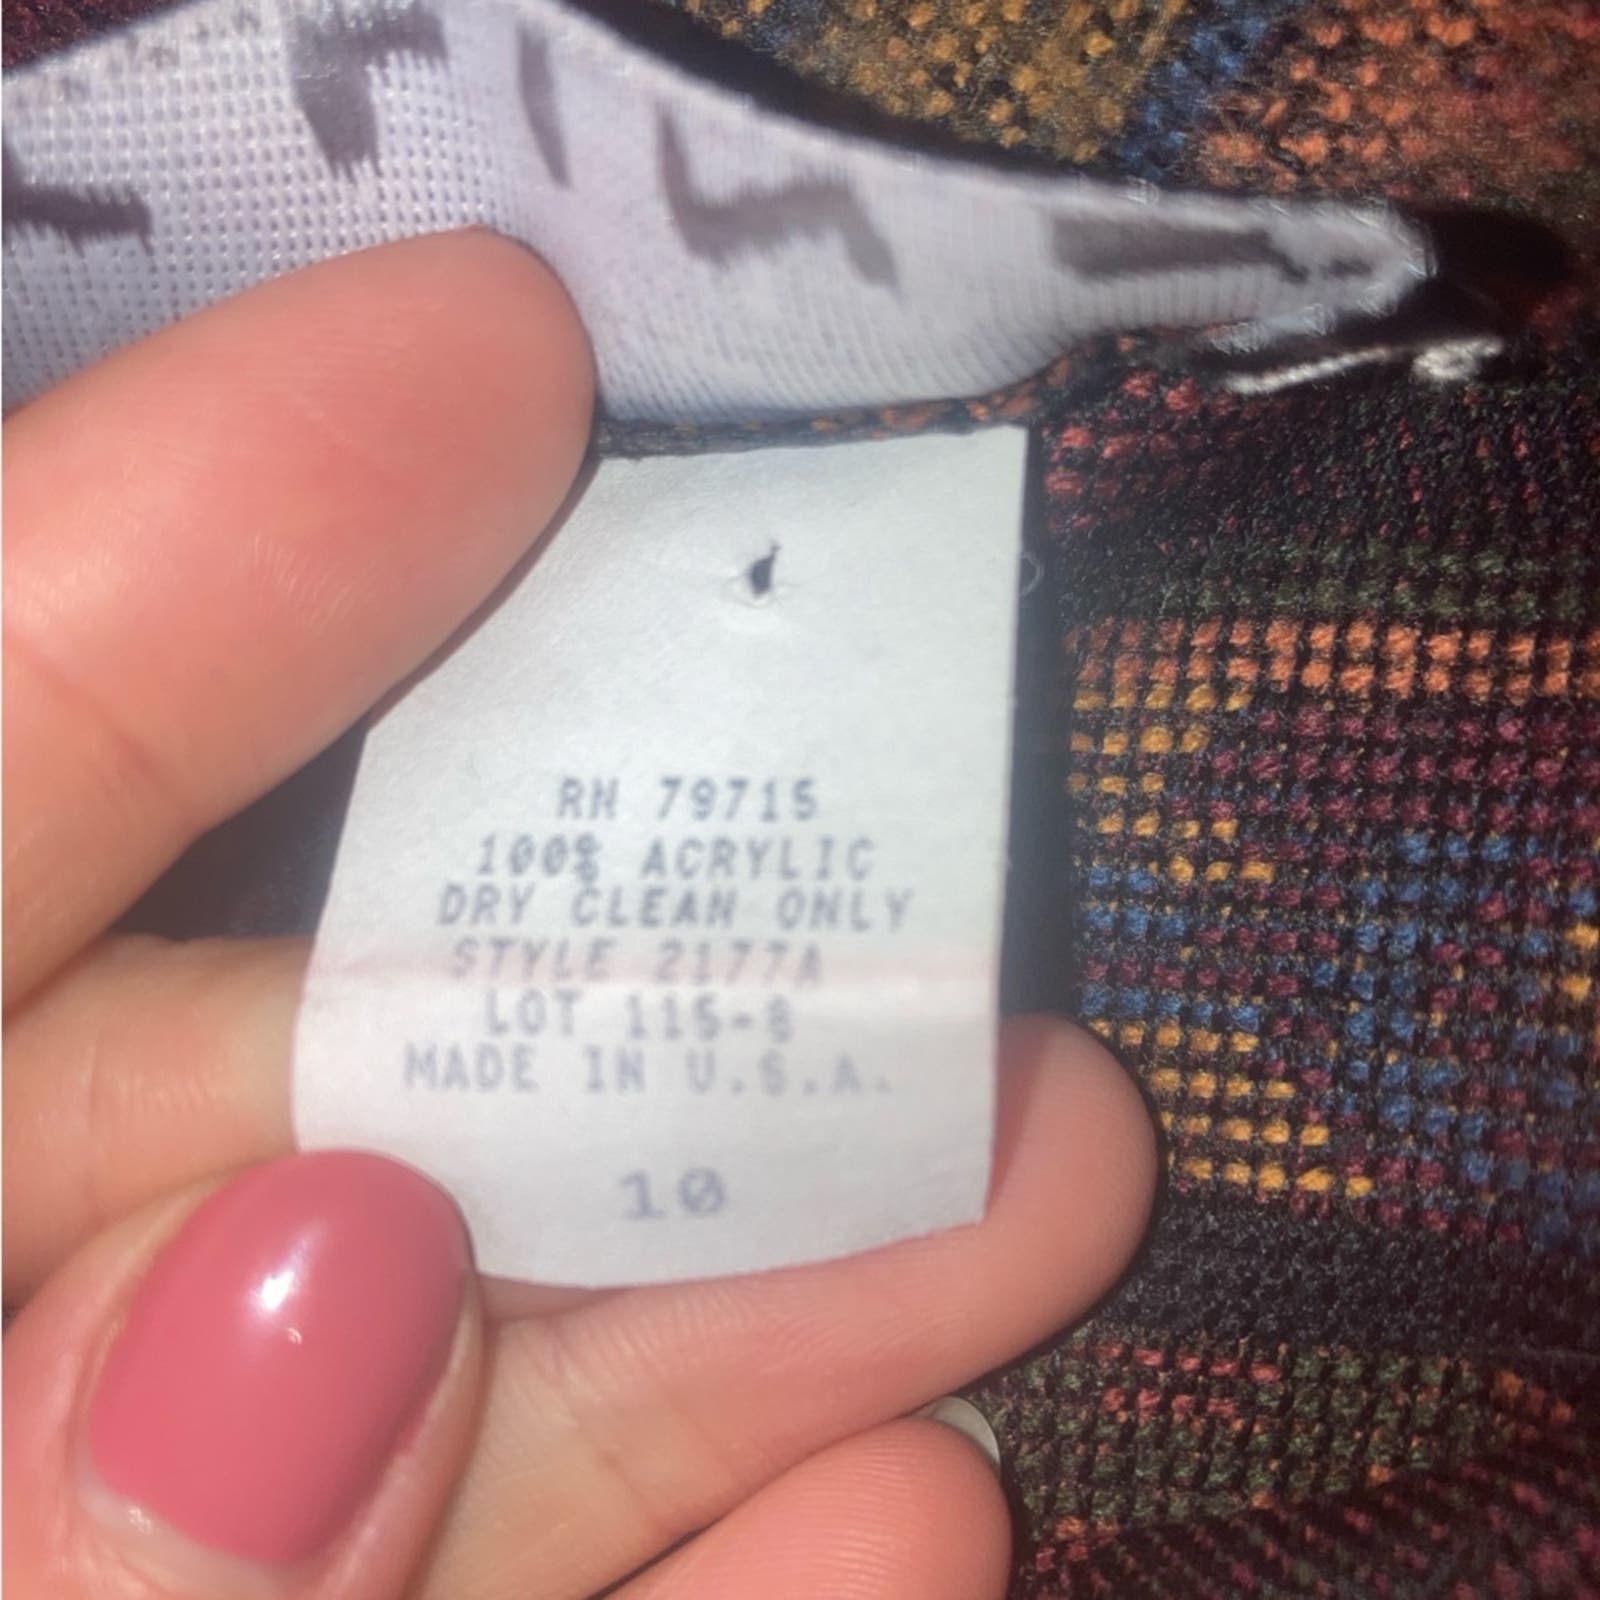 RN 79715
100% ACRYLIC
DRY CLEAN ONLY
STYLE 2177A
LOT 115-8
MADE IN U.S.A.
10